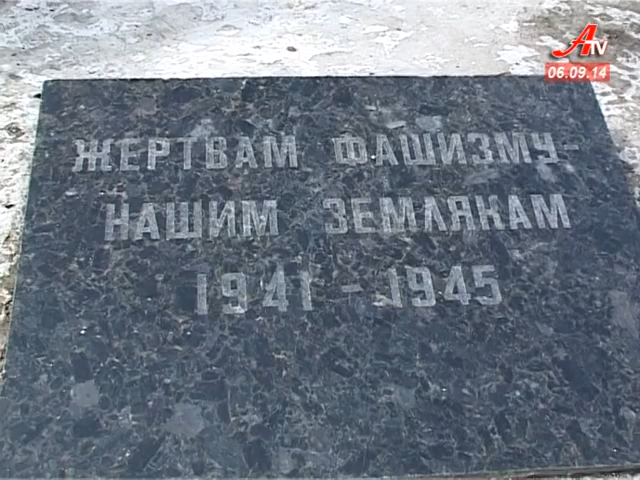 ATV
06.09.14
ЖЕРТВАМ ФАШИЗМУ-
НАШИМ ЗЕМЛЯКАМ
1941-1945